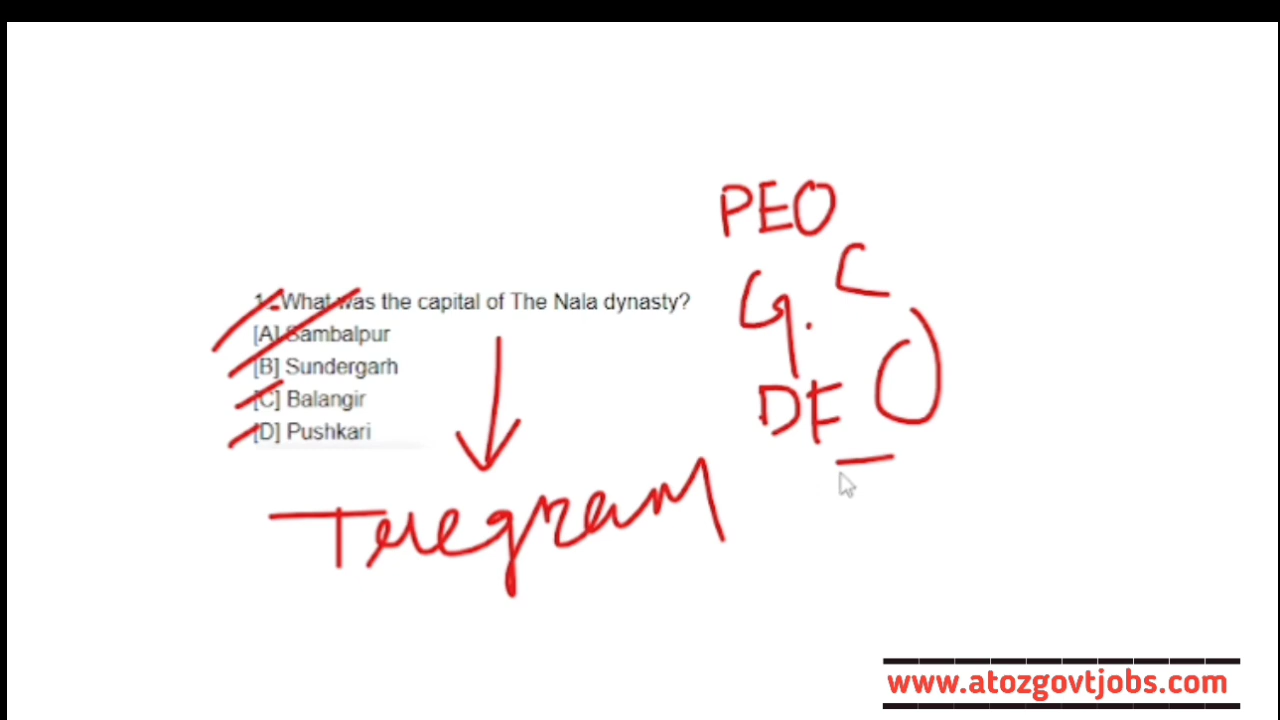 PEO
1. What was the capital of The Nala dynasty?
[A] Sambalpur
[B] Sundergarh
[C] Balangir
[D] Pushkari
Telegram
www.atozgovtjobs.com